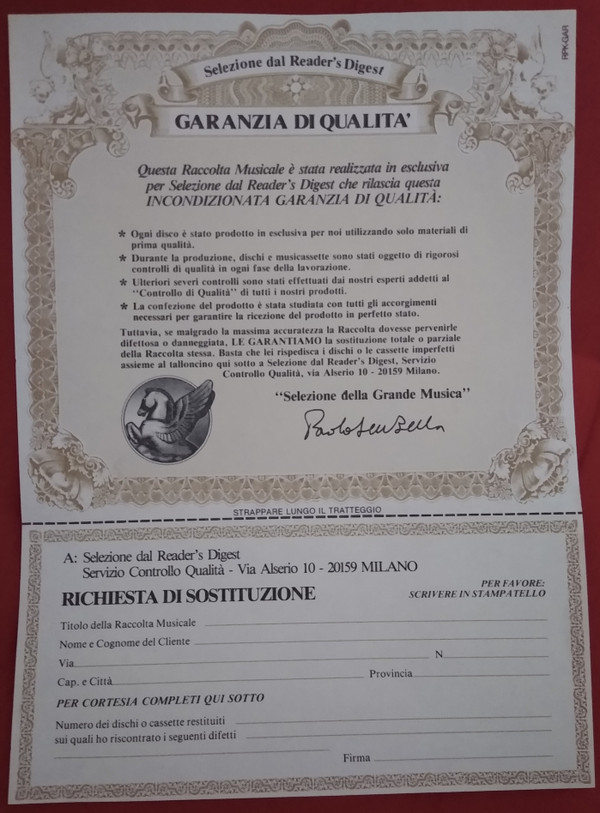 RPK-GAR
Selezione dal Reader's Digest
GARANZIA DI QUALITA'
Questa Raccolta Musicale è stata realizzata in esclusiva
per Selezione dal Reader's Digest che rilascia questa
INCONDIZIONATA GARANZIA DI QUALITÀ:
* Ogni disco è stato prodotto in esclusiva per noi utilizzando solo materiali di
prima qualità.
* Durante la produzione, dischi e musicassette sono stati oggetto di rigorosi
controlli di qualità in ogni fase della lavorazione.
* Ulteriori severi controlli sono stati effettuati dai nostri esperti addetti al
"Controllo di Qualità" di tutti i nostri prodotti.
* La confezione del prodotto è stata studiata con tutti gli accorgimenti
necessari per garantire la ricezione del prodotto in perfetto stato.
Tuttavia, se malgrado la massima accuratezza la Raccolta dovesse pervenirle
difettosa o danneggiata, LE GARANTIAMO la sostituzione totale o parziale
della Raccolta stessa. Basta che lei rispedisca i dischi o le cassette imperfetti
assieme al talloncino qui sotto a Selezione dal Reader's Digest, Servizio
Controllo Qualità, via Alserio 10 - 20159 Milano.
"Selezione della Grande Musica"
STRAPPARE LUNGO IL TRATTEGGIO
A: Selezione dal Reader's Digest
Servizio Controllo Qualità - Via Alserio 10 - 20159 MILANO
PER FAVORE:
SCRIVERE IN STAMPATELLO
RICHIESTA DI SOSTITUZIONE
Titolo della Raccolta Musicale
Nome e Cognome del Cliente
Via N.
Cap. e Città Provincia
PER CORTESIA COMPLETI QUI SOTTO
Numero dei dischi o cassette restituiti
sui quali ho riscontrato i seguenti difetti
Firma